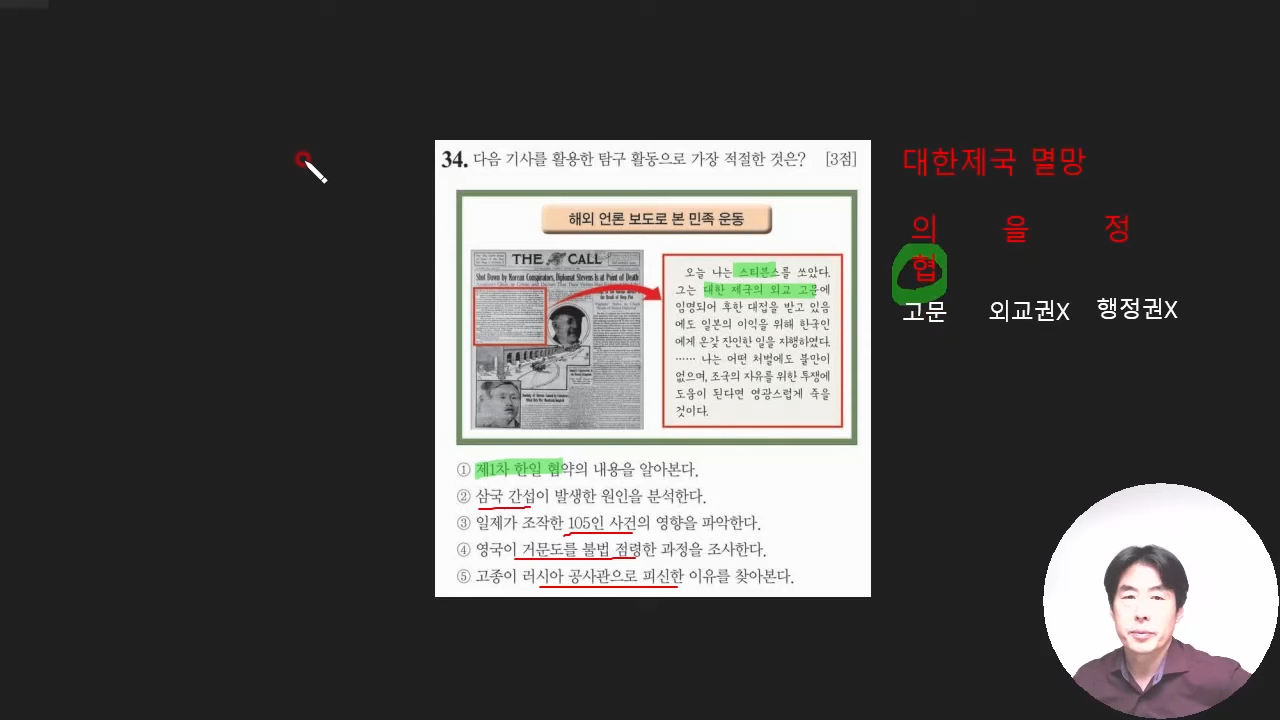 34. 다음 기사를 활용한 탐구 활동으로 가장 적절한 것은? [3점]
해외 언론 보도로 본 민족 운동
THE CALL
Shot Down by Korean Conspirators, Diplomat Stevens Is at Point of Death
오늘 나는 스티븐스를 쏘았다.
그는 대한 제국의 외교 고문에
임명되어 후한 대접을 받고 있음
에도 일본의 이익을 위해 한국인
에게 온갖 잔인한 일을 자행하였다.
…… 나는 어떤 처벌에도 불만이
없으며, 조국의 자유를 위한 투쟁에
도움이 된다면 영광스럽게 죽을
것이다.
① 제1차 한일 협약의 내용을 알아본다.
② 삼국 간섭이 발생한 원인을 분석한다.
③ 일제가 조작한 105인 사건의 영향을 파악한다.
④ 영국이 거문도를 불법 점령한 과정을 조사한다.
⑤ 고종이 러시아 공사관으로 피신한 이유를 찾아본다.
대한제국 멸망
의 을 정
협
고문 외교권X 행정권X